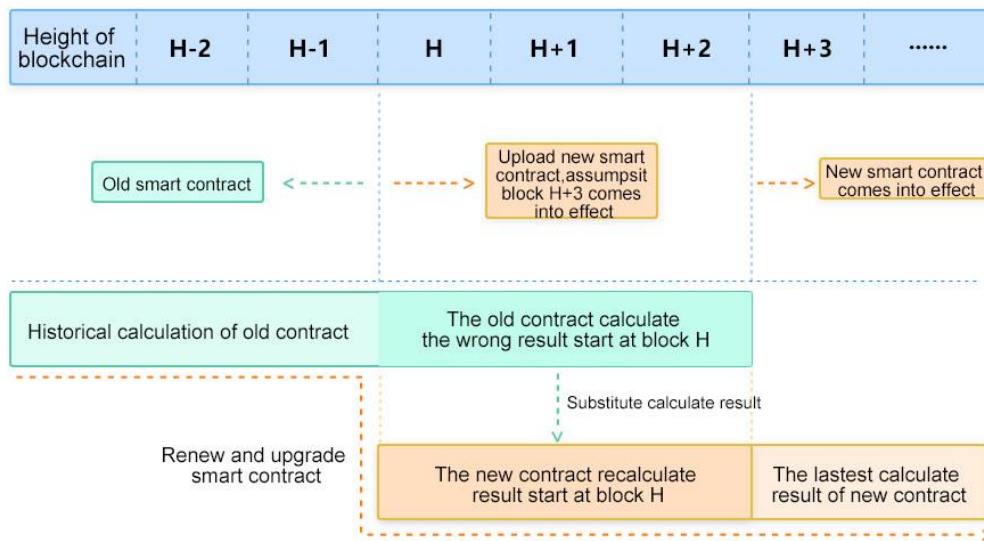 Height of
blockchain
H-2
H-1
H
H+1
H+2
H+3
······
Old smart contract
Upload new smart
contract,assumpsit
block H+3 comes
into effect
New smart contract
comes into effect
Historical calculation of old contract
The old contract calculate
the wrong result start at block H
Substitute calculate result
Renew and upgrade
smart contract
The new contract recalculate
result start at block H
The lastest calculate
result of new contract